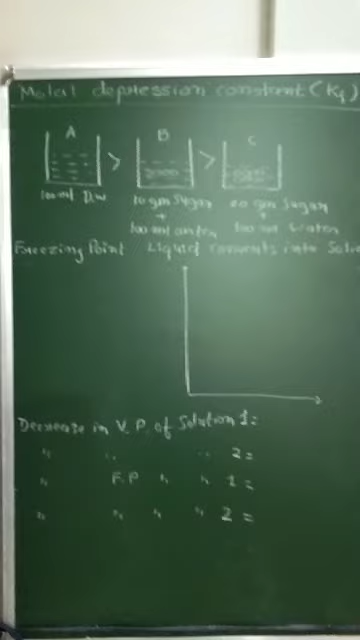 Molal depression constant (Kf)
A B C
> >
100 ml D.W 10 gm Sugar 20 gm Sugar
+ +
100 ml water 100 ml water
Freezing Point Liquid converts into Solid
Decrease in V.P. of Solution 1 =
" " " 2 =
" F.P " " 1 =
" " " " 2 =